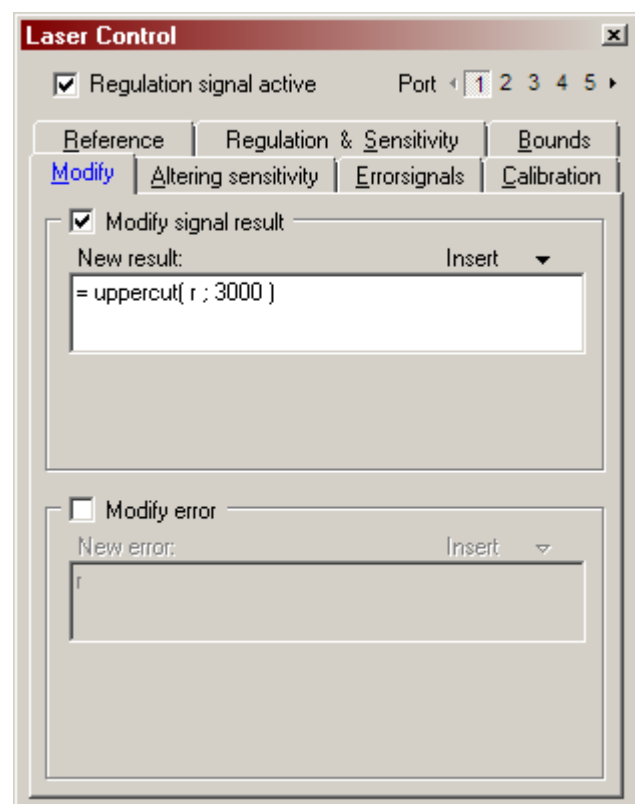 Laser Control
Regulation signal active Port 1 2 3 4 5
Reference Regulation & Sensitivity Bounds
Modify Altering sensitivity Errorsignals Calibration
Modify signal result
New result: Insert
= uppercut( r ; 3000 )
Modify error
New error: Insert
r